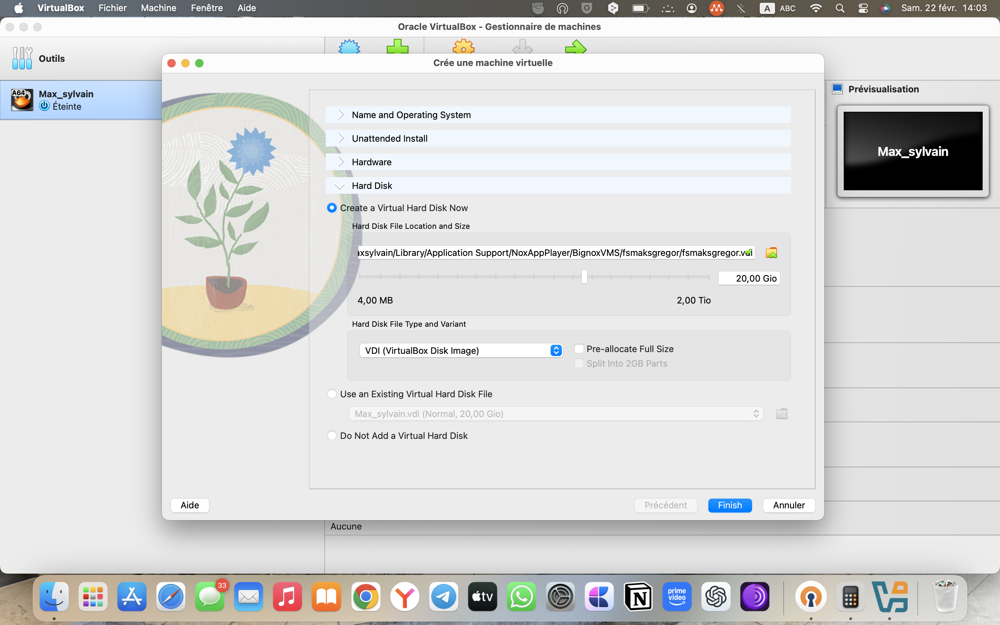 VirtualBox Fichier Machine Fenêtre Aide A ABC Sam. 22 févr. 14:03
Oracle VirtualBox - Gestionnaire de machines
Outils
Crée une machine virtuelle
A64
Max_sylvain
Éteinte
Prévisualisation
Max_sylvain
Name and Operating System
Unattended Install
Hardware
Hard Disk
Create a Virtual Hard Disk Now
Hard Disk File Location and Size
axsylvain/Library/Application Support/NoxAppPlayer/BignoxVMS/fsmaksgregor/fsmaksgregor.vdi
20,00 Gio
4,00 MB 2,00 Tio
Hard Disk File Type and Variant
VDI (VirtualBox Disk Image) Pre-allocate Full Size
Split Into 2GB Parts
Use an Existing Virtual Hard Disk File
Max_sylvain.vdi (Normal, 20,00 Gio)
Do Not Add a Virtual Hard Disk
Aide Précédent Finish Annuler
Aucune
33
tv
N
prime video